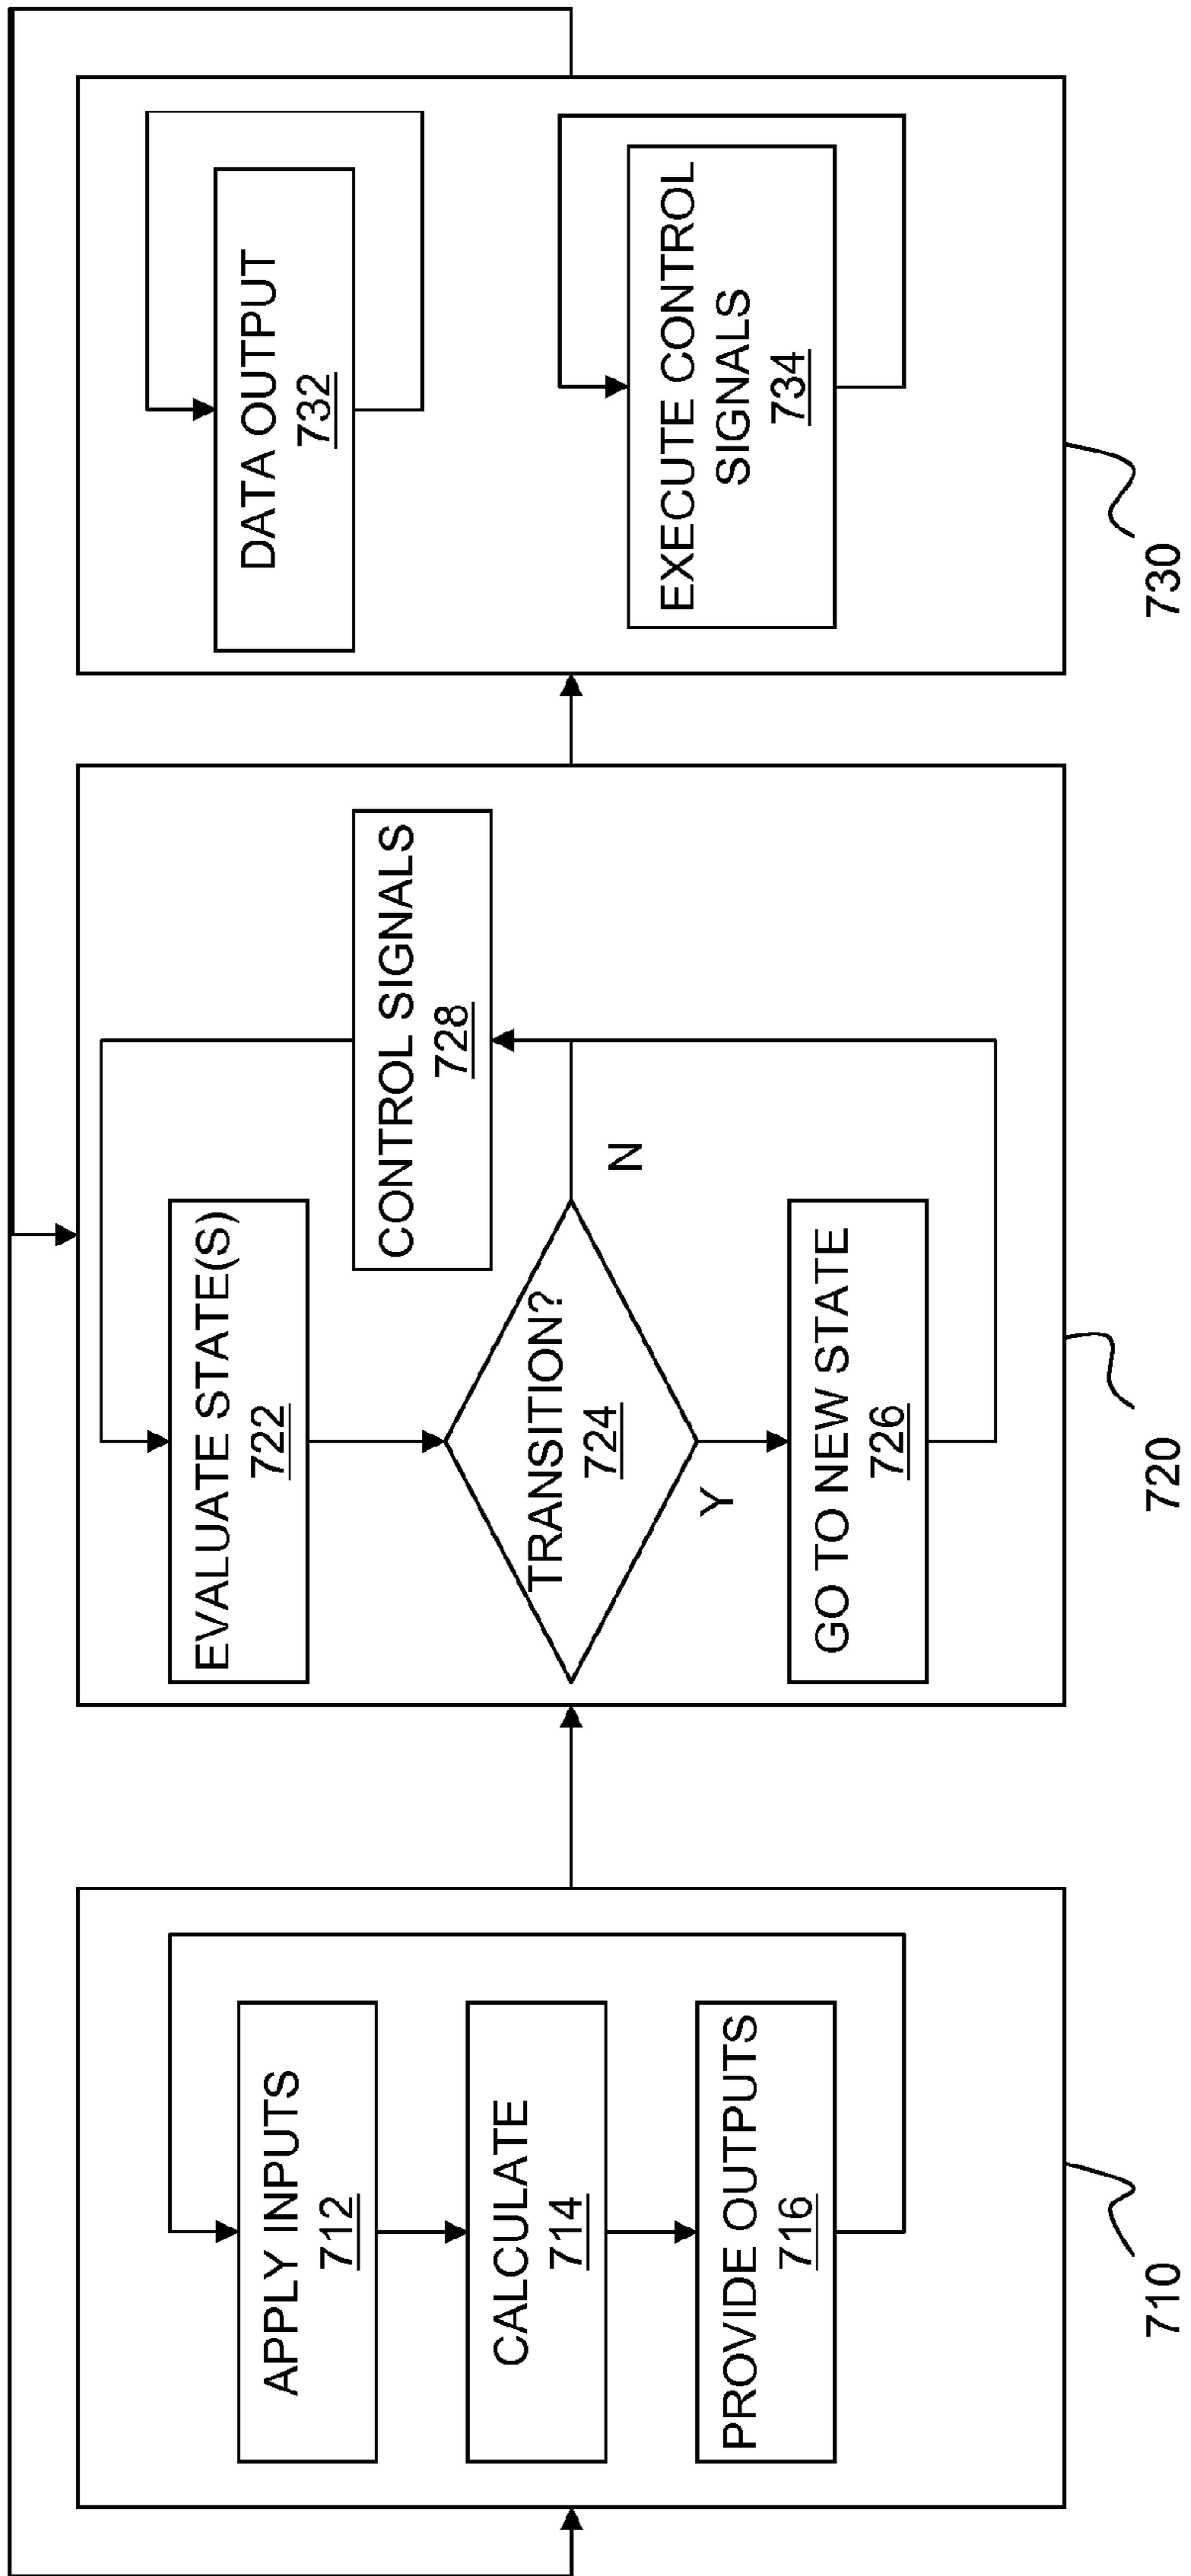 APPLY INPUTS
712
CALCULATE
714
PROVIDE OUTPUTS
716
710
EVALUATE STATE(S)
722
TRANSITION?
724
Y
N
GO TO NEW STATE
726
CONTROL SIGNALS
728
720
DATA OUTPUT
732
EXECUTE CONTROL
SIGNALS
734
730